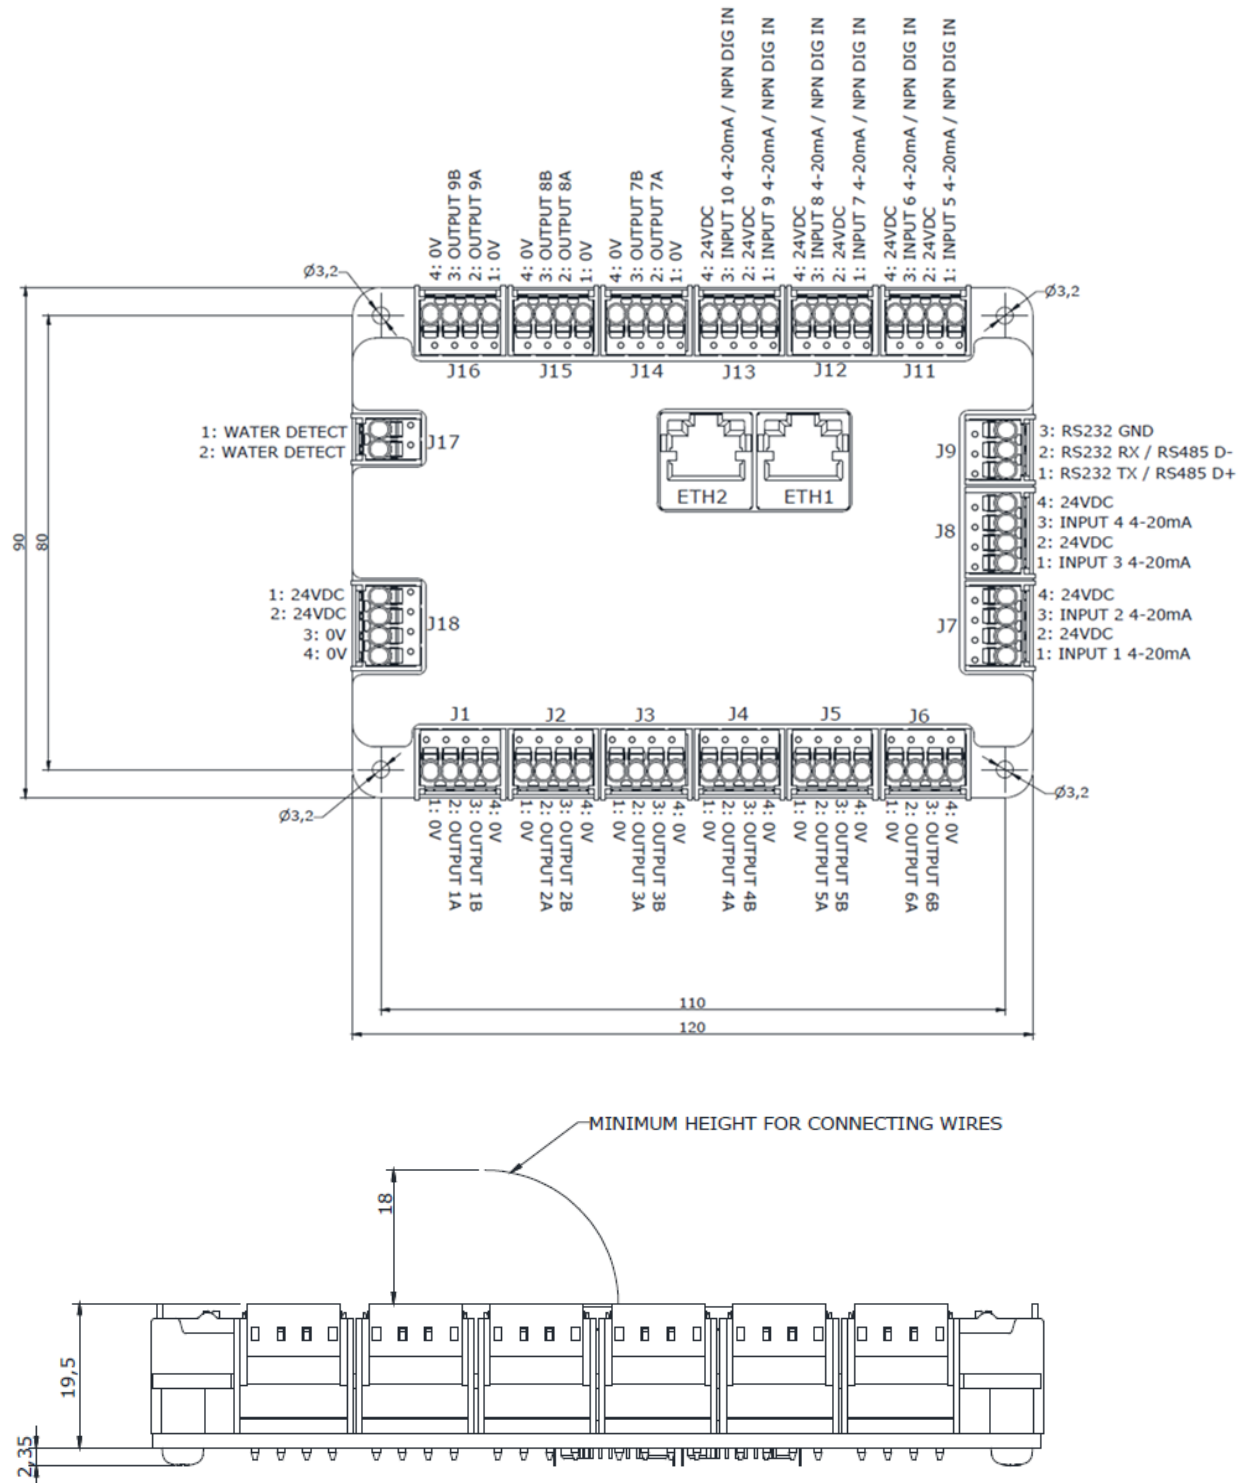 4: 0V
3: OUTPUT 9B
2: OUTPUT 9A
1: 0V
4: 0V
3: OUTPUT 8B
2: OUTPUT 8A
1: 0V
4: 0V
3: OUTPUT 7B
2: OUTPUT 7A
1: 0V
4: 24VDC
3: INPUT 10 4-20mA / NPN DIG IN
2: 24VDC
1: INPUT 9 4-20mA / NPN DIG IN
4: 24VDC
3: INPUT 8 4-20mA / NPN DIG IN
2: 24VDC
1: INPUT 7 4-20mA / NPN DIG IN
4: 24VDC
3: INPUT 6 4-20mA / NPN DIG IN
2: 24VDC
1: INPUT 5 4-20mA / NPN DIG IN
Ø3,2
Ø3,2
J16
J15
J14
J13
J12
J11
1: WATER DETECT
2: WATER DETECT
J17
ETH2
ETH1
J9
3: RS232 GND
2: RS232 RX / RS485 D-
1: RS232 TX / RS485 D+
J8
4: 24VDC
3: INPUT 4 4-20mA
2: 24VDC
1: INPUT 3 4-20mA
90
80
1: 24VDC
2: 24VDC
3: 0V
4: 0V
J18
J7
4: 24VDC
3: INPUT 2 4-20mA
2: 24VDC
1: INPUT 1 4-20mA
J1
J2
J3
J4
J5
J6
Ø3,2
Ø3,2
1: 0V
2: OUTPUT 1A
3: OUTPUT 1B
4: 0V
1: 0V
2: OUTPUT 2A
3: OUTPUT 2B
4: 0V
1: 0V
2: OUTPUT 3A
3: OUTPUT 3B
4: 0V
1: 0V
2: OUTPUT 4A
3: OUTPUT 4B
4: 0V
1: 0V
2: OUTPUT 5A
3: OUTPUT 5B
4: 0V
1: 0V
2: OUTPUT 6A
3: OUTPUT 6B
4: 0V
110
120
MINIMUM HEIGHT FOR CONNECTING WIRES
18
19,5
2,35